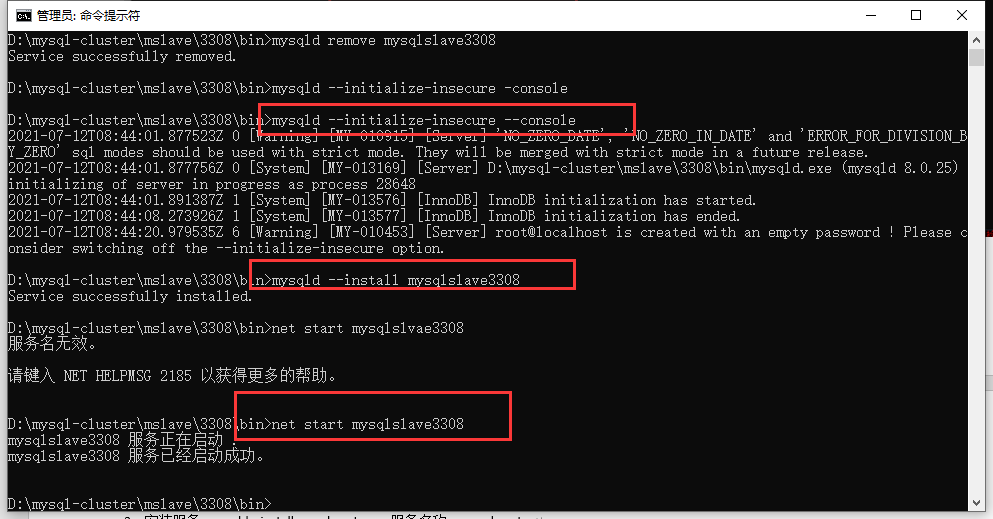 管理员: 命令提示符
D:\mysql-cluster\mslave\3308\bin>mysqld remove mysqlslave3308
Service successfully removed.
D:\mysql-cluster\mslave\3308\bin>mysqld --initialize-insecure -console
D:\mysql-cluster\mslave\3308\bin>mysqld --initialize-insecure --console
2021-07-12T08:44:01.877523Z 0 [Warning] [MY-010915] [Server] 'NO_ZERO_DATE', 'NO_ZERO_IN_DATE' and 'ERROR_FOR_DIVISION_B
Y_ZERO' sql modes should be used with strict mode. They will be merged with strict mode in a future release.
2021-07-12T08:44:01.877756Z 0 [System] [MY-013169] [Server] D:\mysql-cluster\mslave\3308\bin\mysqld.exe (mysqld 8.0.25)
initializing of server in progress as process 28648
2021-07-12T08:44:01.891387Z 1 [System] [MY-013576] [InnoDB] InnoDB initialization has started.
2021-07-12T08:44:08.273926Z 1 [System] [MY-013577] [InnoDB] InnoDB initialization has ended.
2021-07-12T08:44:20.979535Z 6 [Warning] [MY-010453] [Server] root@localhost is created with an empty password ! Please c
onsider switching off the --initialize-insecure option.
D:\mysql-cluster\mslave\3308\bin>mysqld --install mysqlslave3308
Service successfully installed.
D:\mysql-cluster\mslave\3308\bin>net start mysqlslvae3308
服务名无效。
请键入 NET HELPMSG 2185 以获得更多的帮助。
D:\mysql-cluster\mslave\3308\bin>net start mysqlslave3308
mysqlslave3308 服务正在启动 .
mysqlslave3308 服务已经启动成功。
D:\mysql-cluster\mslave\3308\bin>